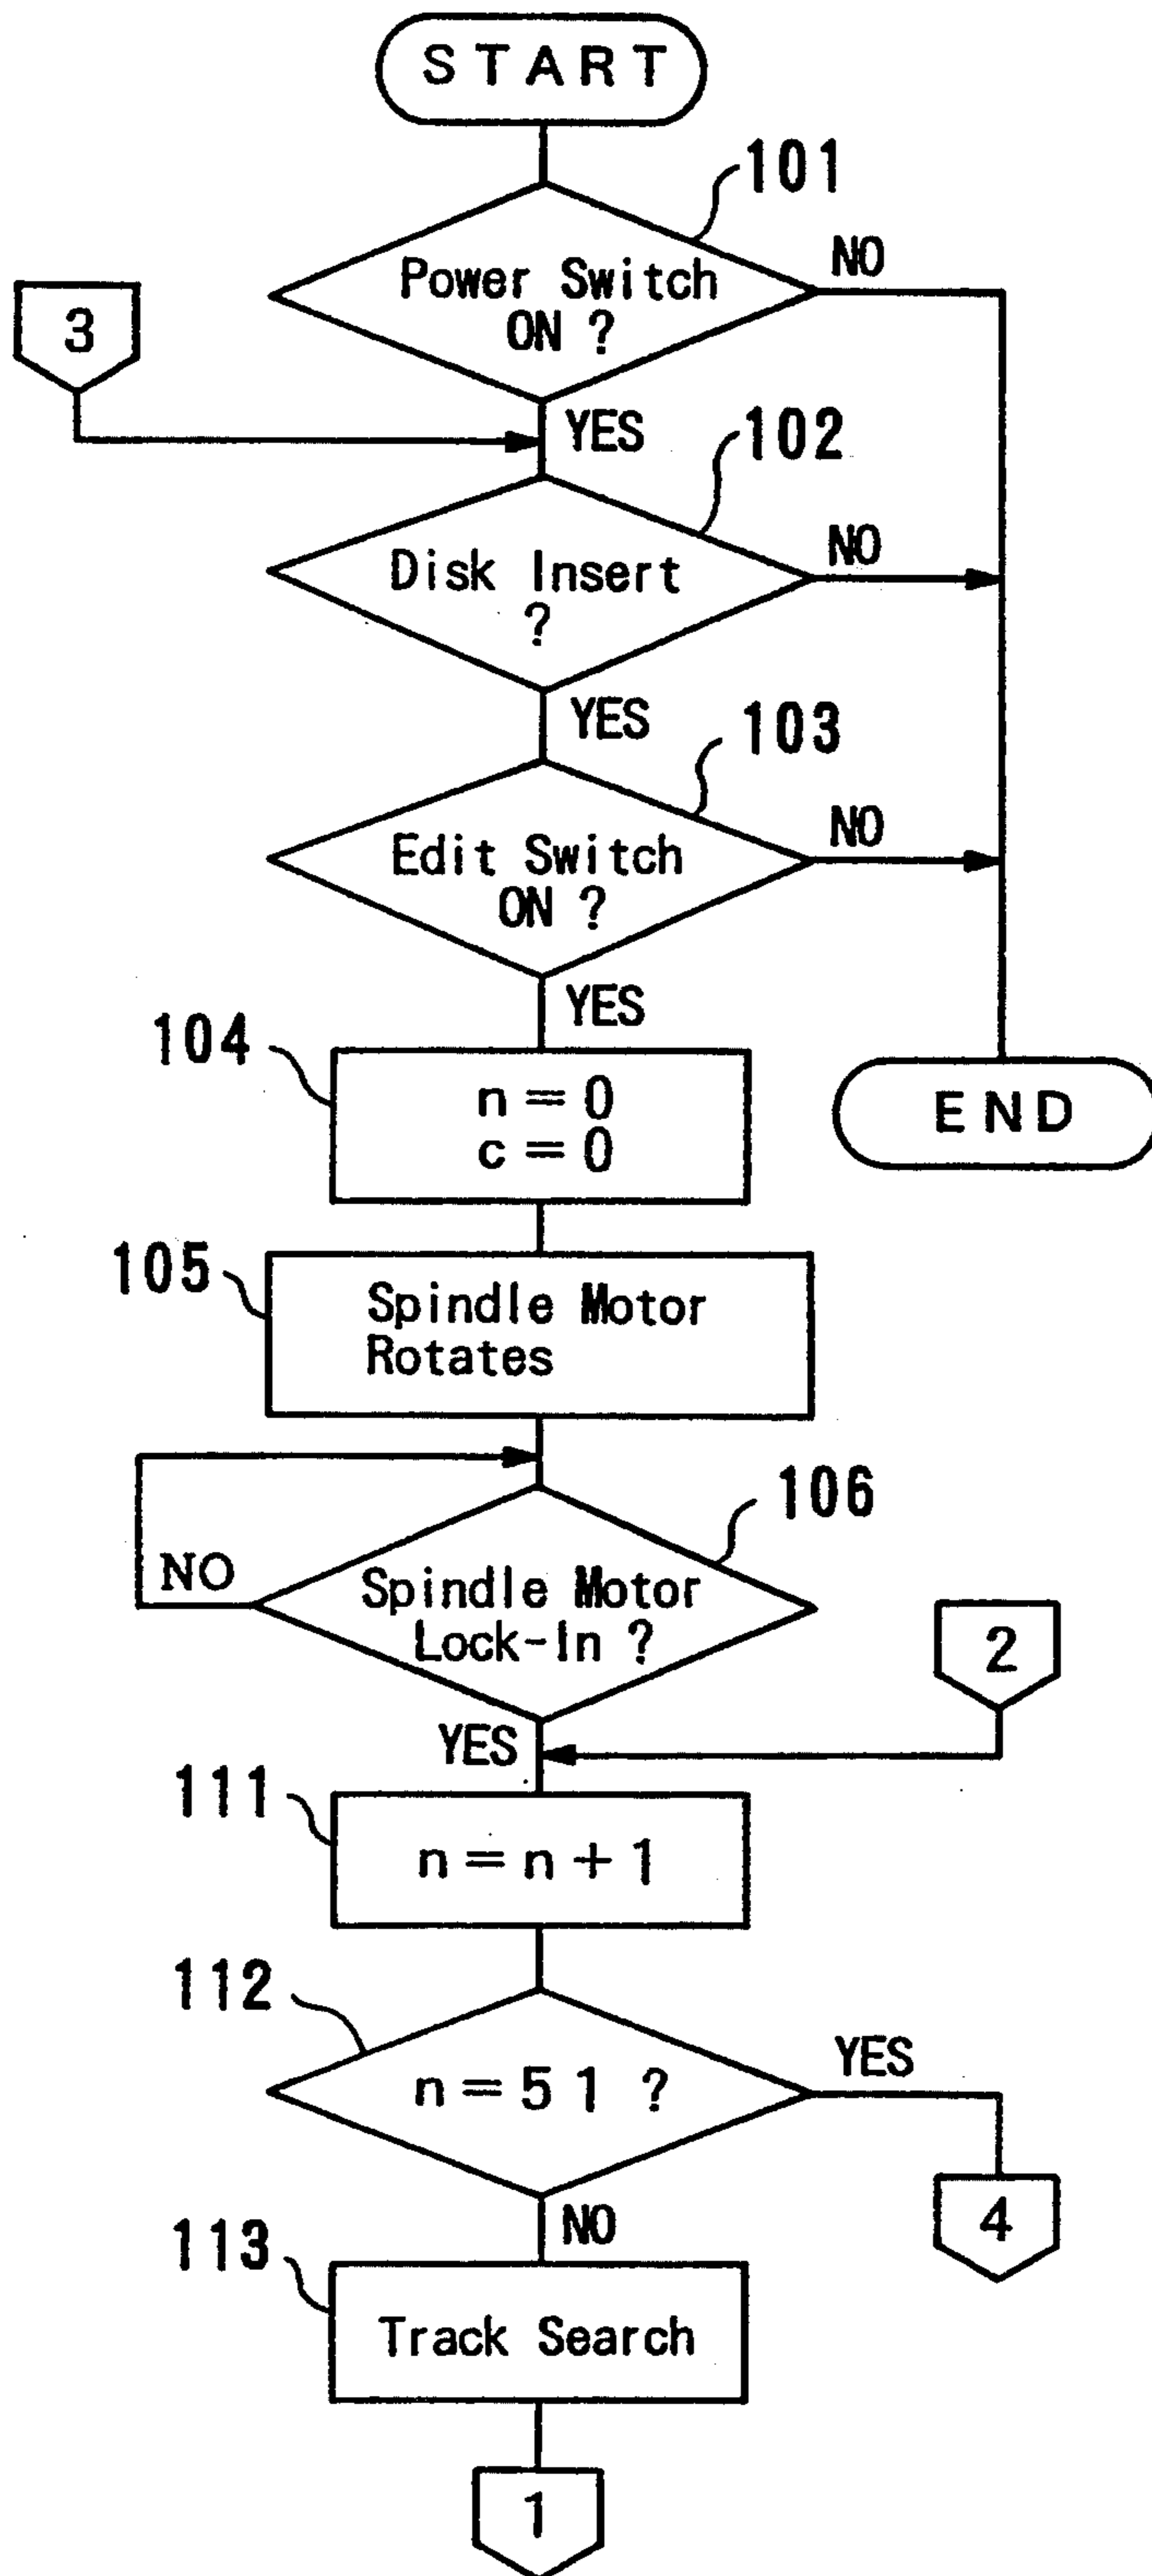 START
101
Power Switch
ON ?
NO
3
YES
102
Disk Insert
?
NO
YES
103
Edit Switch
ON ?
NO
YES
104
n = 0
c = 0
END
105
Spindle Motor
Rotates
106
NO
Spindle Motor
Lock-In ?
2
YES
111
n = n + 1
112
n = 5 1 ?
YES
4
NO
113
Track Search
1